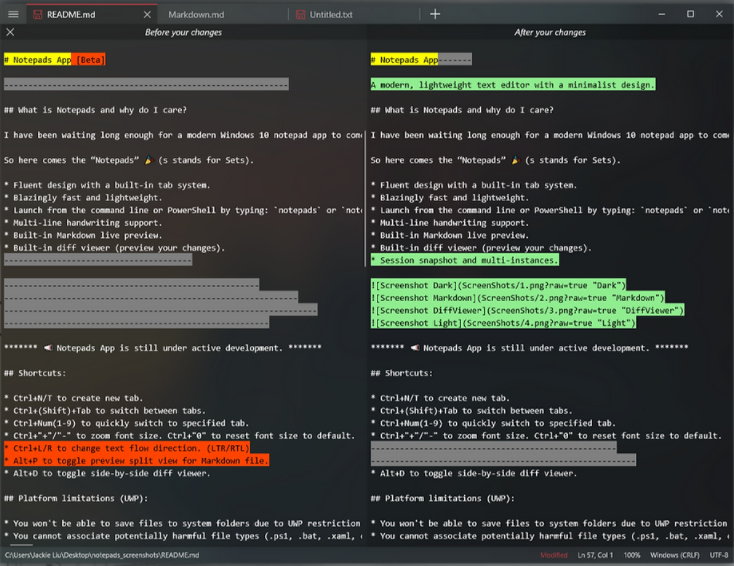 README.md
Markdown.md
Untitled.txt
Before your changes
After your changes
# Notepads App [Beta]
## What is Notepads and why do I care?
I have been waiting long enough for a modern Windows 10 notepad app to com
So here comes the “Notepads” 🎉 (s stands for Sets).
* Fluent design with a built-in tab system.
* Blazingly fast and lightweight.
* Launch from the command line or PowerShell by typing: `notepads` or `not
* Multi-line handwriting support.
* Built-in Markdown live preview.
* Built-in diff viewer (preview your changes).
******* 📢 Notepads App is still under active development. *******
## Shortcuts:
* Ctrl+N/T to create new tab.
* Ctrl+(Shift)+Tab to switch between tabs.
* Ctrl+Num(1-9) to quickly switch to specified tab.
* Ctrl+"+"/"-" to zoom font size. Ctrl+"0" to reset font size to default.
* Ctrl+L/R to change text flow direction. (LTR/RTL)
* Alt+P to toggle preview split view for Markdown file.
* Alt+D to toggle side-by-side diff viewer.
## Platform limitations (UWP):
* You won't be able to save files to system folders due to UWP restriction
* You cannot associate potentially harmful file types (.ps1, .bat, .xaml,
# Notepads App
A modern, lightweight text editor with a minimalist design.
## What is Notepads and why do I care?
I have been waiting long enough for a modern Windows 10 notepad app to com
So here comes the “Notepads” 🎉 (s stands for Sets).
* Fluent design with a built-in tab system.
* Blazingly fast and lightweight.
* Launch from the command line or PowerShell by typing: `notepads` or `not
* Multi-line handwriting support.
* Built-in Markdown live preview.
* Built-in diff viewer (preview your changes).
* Session snapshot and multi-instances.
![Screenshot Dark](ScreenShots/1.png?raw=true "Dark")
![Screenshot Markdown](ScreenShots/2.png?raw=true "Markdown")
![Screenshot DiffViewer](ScreenShots/3.png?raw=true "DiffViewer")
![Screenshot Light](ScreenShots/4.png?raw=true "Light")
******* 📢 Notepads App is still under active development. *******
## Shortcuts:
* Ctrl+N/T to create new tab.
* Ctrl+(Shift)+Tab to switch between tabs.
* Ctrl+Num(1-9) to quickly switch to specified tab.
* Ctrl+"+"/"-" to zoom font size. Ctrl+"0" to reset font size to default.
* Alt+D to toggle side-by-side diff viewer.
## Platform limitations (UWP):
* You won't be able to save files to system folders due to UWP restriction
* You cannot associate potentially harmful file types (.ps1, .bat, .xaml,
C:\Users\Jackie Liu\Desktop\notepads_screenshots\README.md
Modified
Ln 57, Col 1
100%
Windows (CRLF)
UTF-8